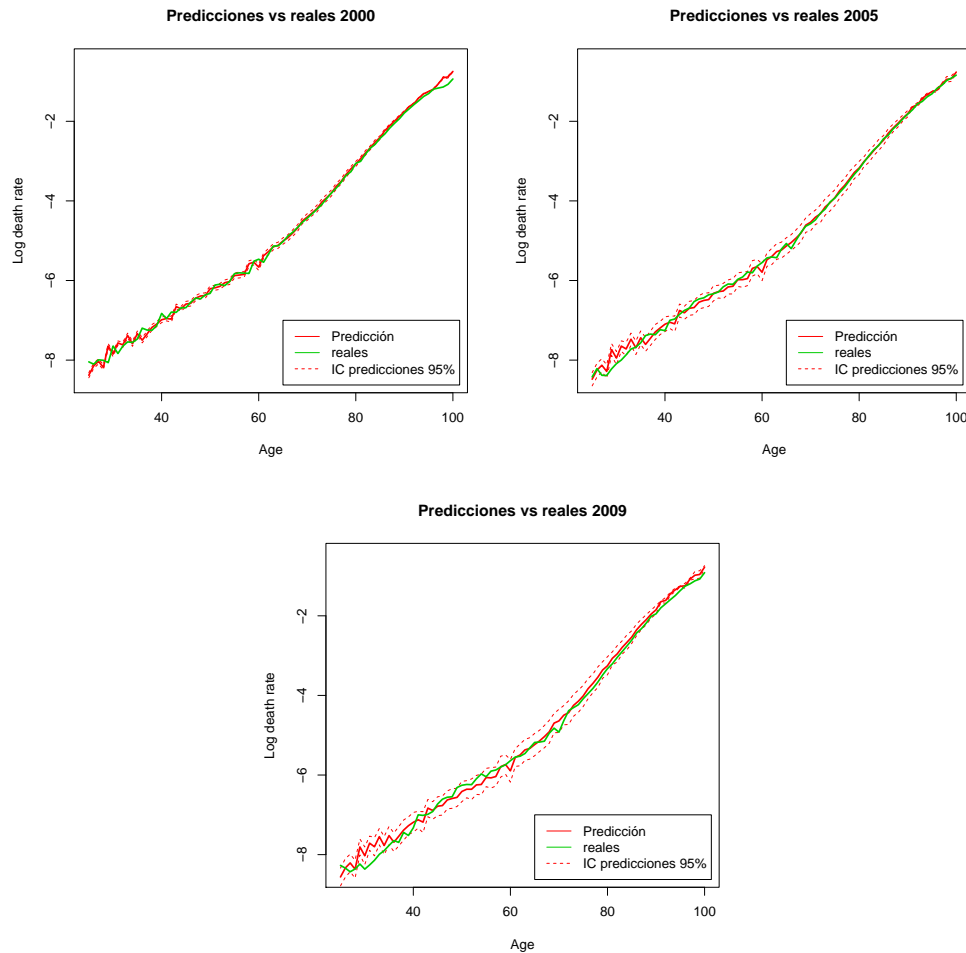 Predicciones vs reales 2000
Log death rate
-2
-4
-6
-8
Predicción
reales
IC predicciones 95%
40 60 80 100
Age
Predicciones vs reales 2005
Log death rate
-2
-4
-6
-8
Predicción
reales
IC predicciones 95%
40 60 80 100
Age
Predicciones vs reales 2009
Log death rate
-2
-4
-6
-8
Predicción
reales
IC predicciones 95%
40 60 80 100
Age